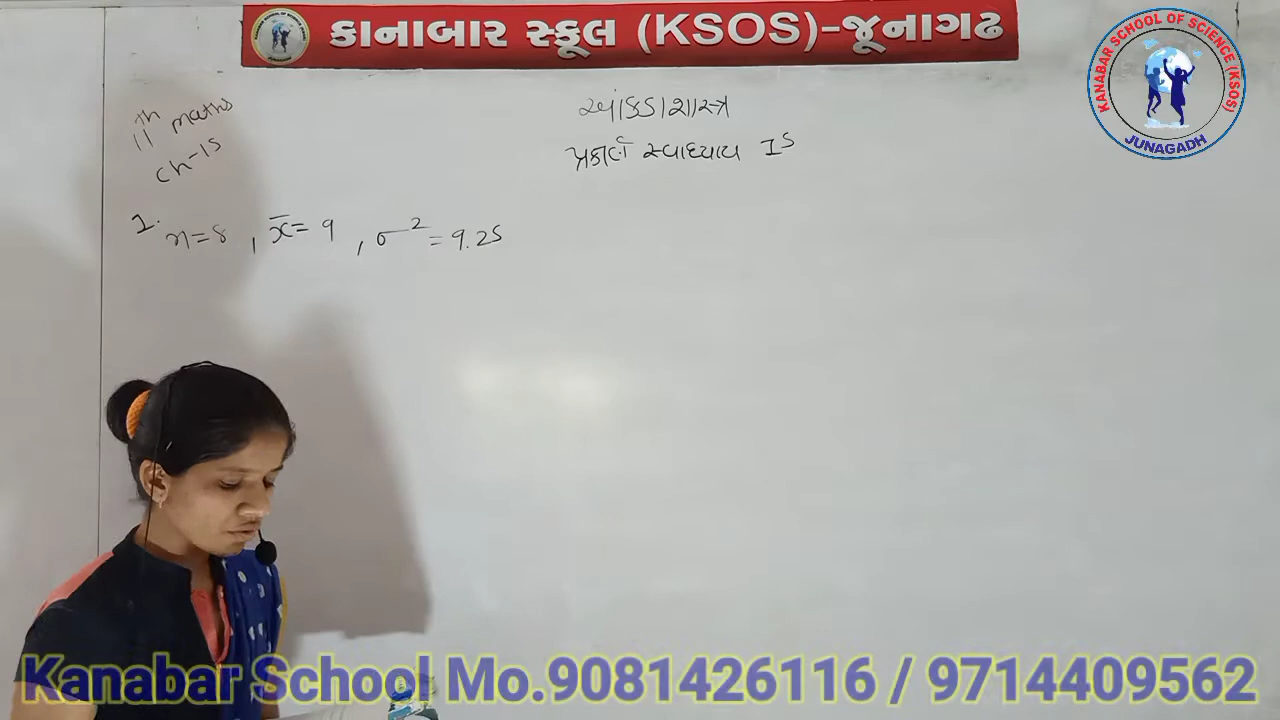 કાનાબાર સ્કૂલ (KSOS)-જૂનાગઢ
KANABAR SCHOOL OF SCIENCE (KSOS)
JUNAGADH
11th maths
ch-15
આંકડાશાસ્ત્ર
પ્રકીર્ણ સ્વાધ્યાય 15
1. n=8 , x̄= 9 , σ² = 9.25
Kanabar School Mo.9081426116 / 9714409562